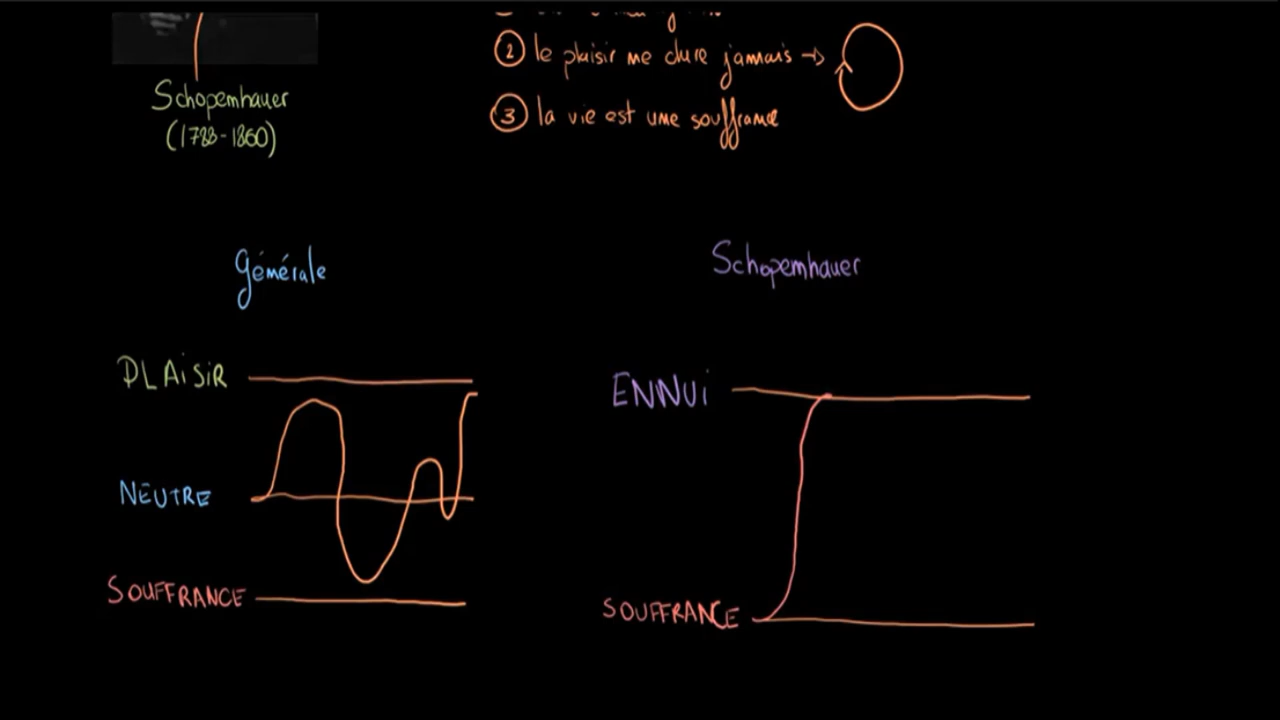 Schopenhauer
(1788-1860)
② le plaisir ne dure jamais →
③ la vie est une souffrance
Générale
Schopenhauer
PLAiSiR
ENNUi
NEUTRE
SOUFFRANCE
SOUFFRANCE